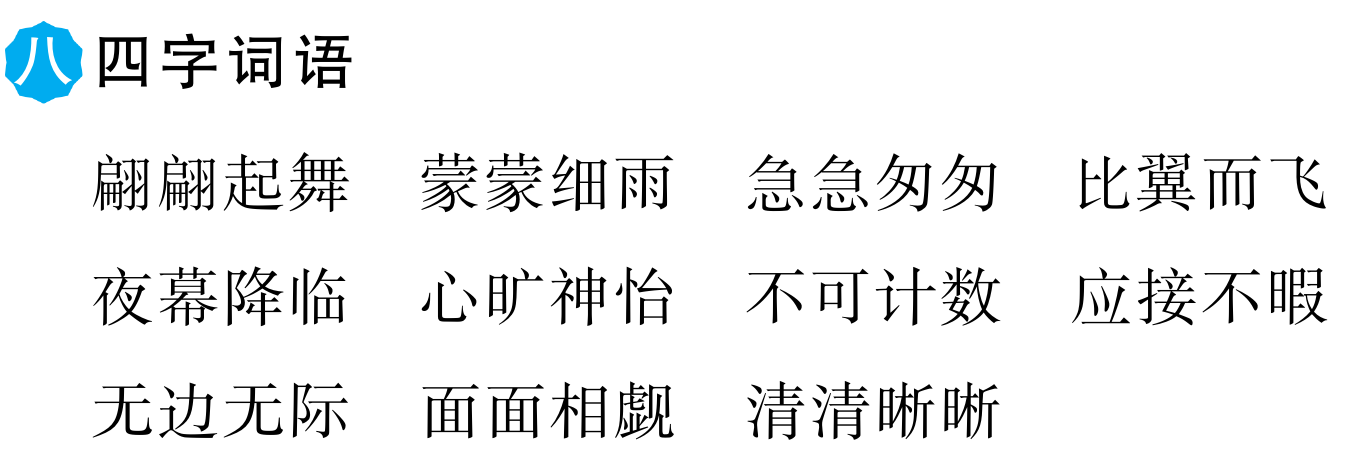 八 四字词语
翩翩起舞 蒙蒙细雨 急急匆匆 比翼而飞
夜幕降临 心旷神怡 不可计数 应接不暇
无边无际 面面相觑 清清晰晰